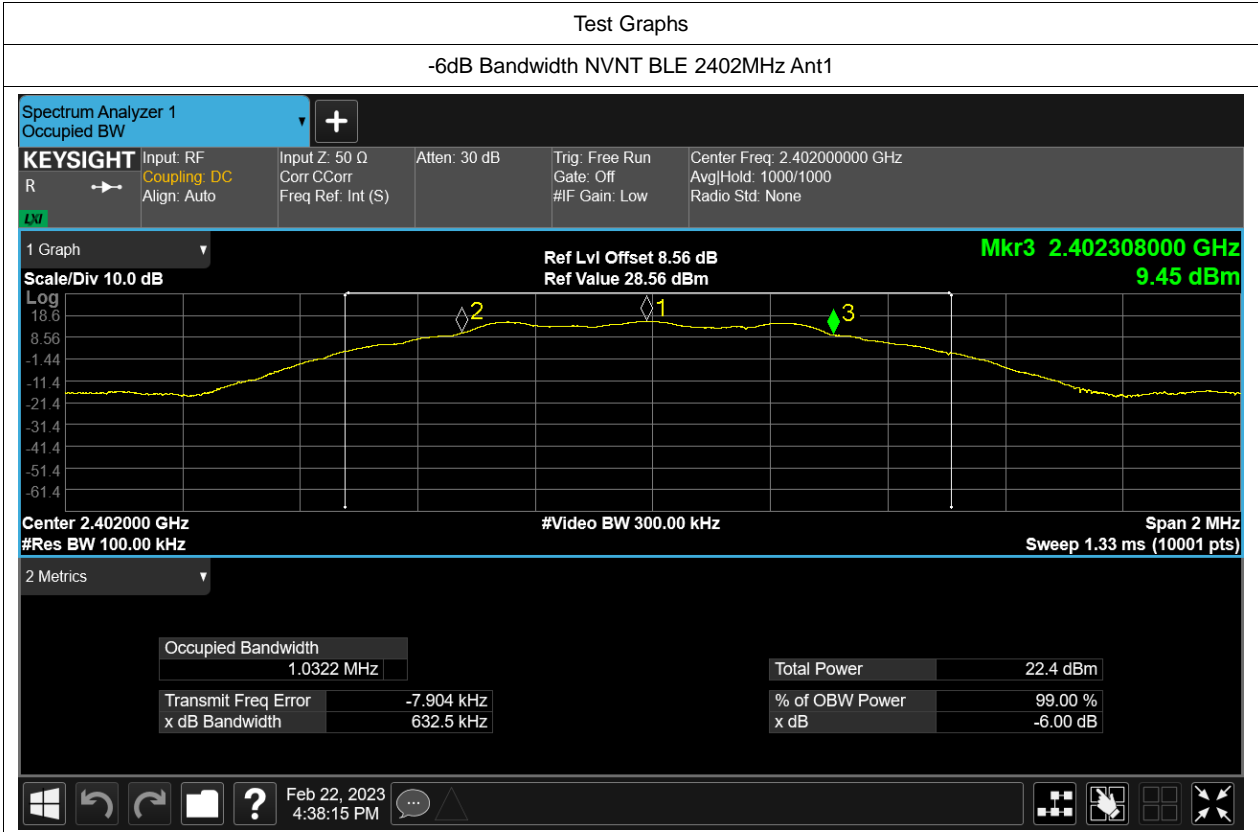 Test Graphs
-6dB Bandwidth NVNT BLE 2402MHz Ant1
Spectrum Analyzer 1
Occupied BW
KEYSIGHT
R
LXI
Input: RF
Coupling: DC
Align: Auto
Input Z: 50 Ω
Corr CCorr
Freq Ref: Int (S)
Atten: 30 dB
Trig: Free Run
Gate: Off
#IF Gain: Low
Center Freq: 2.402000000 GHz
Avg|Hold: 1000/1000
Radio Std: None
1 Graph
Scale/Div 10.0 dB
Ref Lvl Offset 8.56 dB
Ref Value 28.56 dBm
Mkr3 2.402308000 GHz
9.45 dBm
Log
18.6
8.56
-1.44
-11.4
-21.4
-31.4
-41.4
-51.4
-61.4
2
1
3
Center 2.402000 GHz
#Res BW 100.00 kHz
#Video BW 300.00 kHz
Span 2 MHz
Sweep 1.33 ms (10001 pts)
2 Metrics
Occupied Bandwidth
1.0322 MHz
Transmit Freq Error -7.904 kHz
x dB Bandwidth 632.5 kHz
Total Power 22.4 dBm
% of OBW Power 99.00 %
x dB -6.00 dB
?
Feb 22, 2023
4:38:15 PM